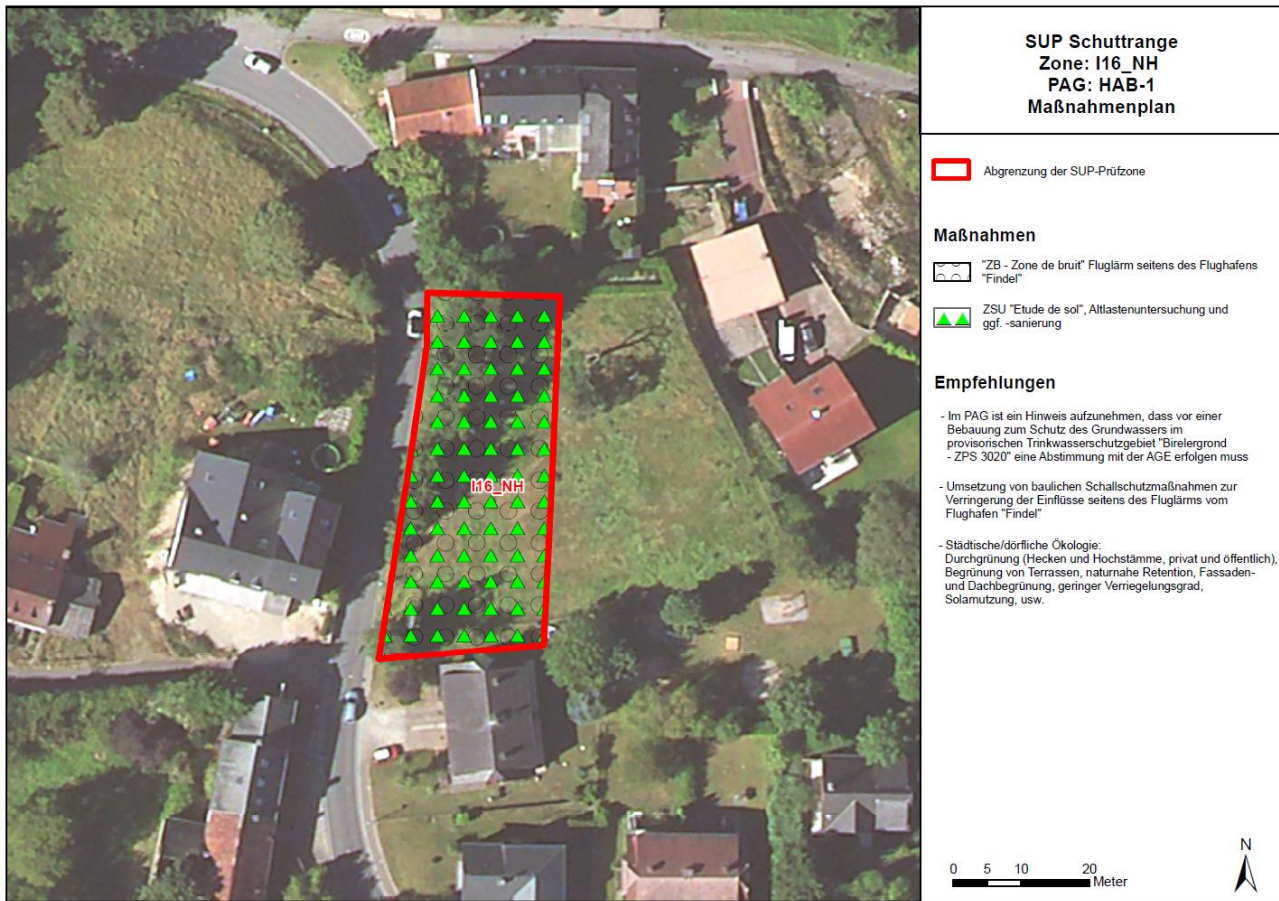 SUP Schuttrange
Zone: I16_NH
PAG: HAB-1
Maßnahmenplan
Abgrenzung der SUP-Prüfzone
Maßnahmen
"ZB - Zone de bruit" Fluglärm seitens des Flughafens
"Findel"
ZSU "Etude de sol", Altlastenuntersuchung und
ggf. -sanierung
Empfehlungen
- Im PAG ist ein Hinweis aufzunehmen, dass vor einer
Bebauung zum Schutz des Grundwassers im
provisorischen Trinkwasserschutzgebiet "Birelergrond
- ZPS 3020" eine Abstimmung mit der AGE erfolgen muss
- Umsetzung von baulichen Schallschutzmaßnahmen zur
Verringerung der Einflüsse seitens des Fluglärms vom
Flughafen "Findel"
- Städtische/dörfliche Ökologie:
Durchgrünung (Hecken und Hochstämme, privat und öffentlich),
Begrünung von Terrassen, naturnahe Retention, Fassaden-
und Dachbegrünung, geringer Verriegelungsgrad,
Solarnutzung, usw.
I16_NH
N
0 5 10 20
Meter